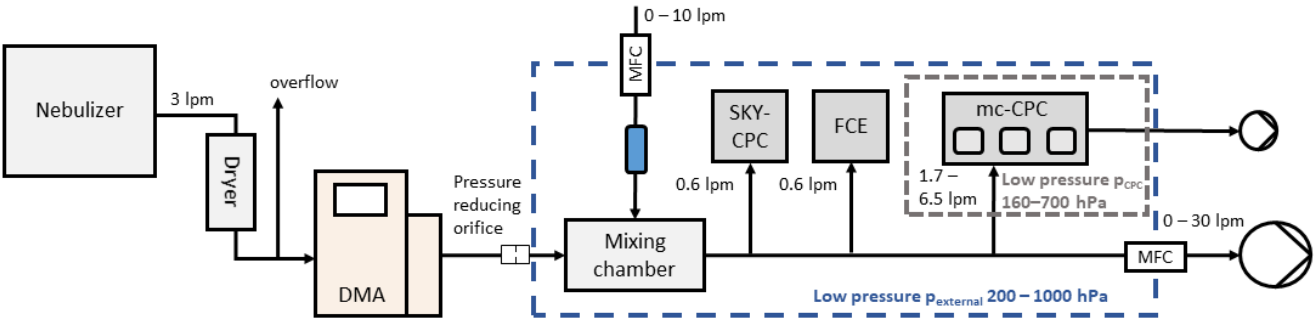 Nebulizer
3 lpm
Dryer
overflow
DMA
Pressure
reducing
orifice
0 – 10 lpm
MFC
Mixing
chamber
SKY-
CPC
0.6 lpm
FCE
0.6 lpm
mc-CPC
1.7 –
6.5 lpm
Low pressure pCPC
160–700 hPa
0 – 30 lpm
MFC
Low pressure pexternal 200 – 1000 hPa